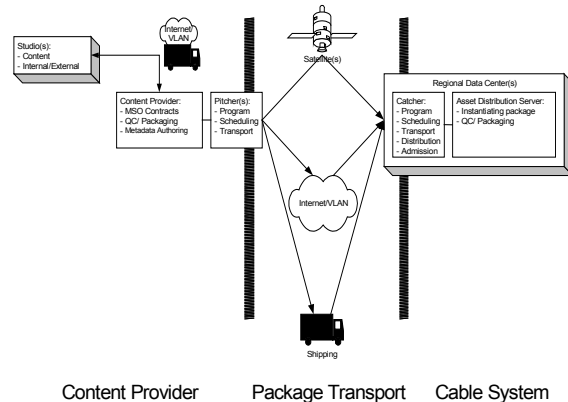 Internet/
VLAN
Studio(s):
- Content
- Internal/External
Satellite(s)
Content Provider:
- MSO Contracts
- QC/ Packaging
- Metadata Authoring
Pitcher(s):
- Program
- Scheduling
- Transport
Regional Data Center(s)
Catcher:
- Program
- Scheduling
- Transport
- Distribution
- Admission
Asset Distribution Server:
- Instantiating package
- QC/ Packaging
Internet/VLAN
Shipping
Content Provider
Package Transport
Cable System